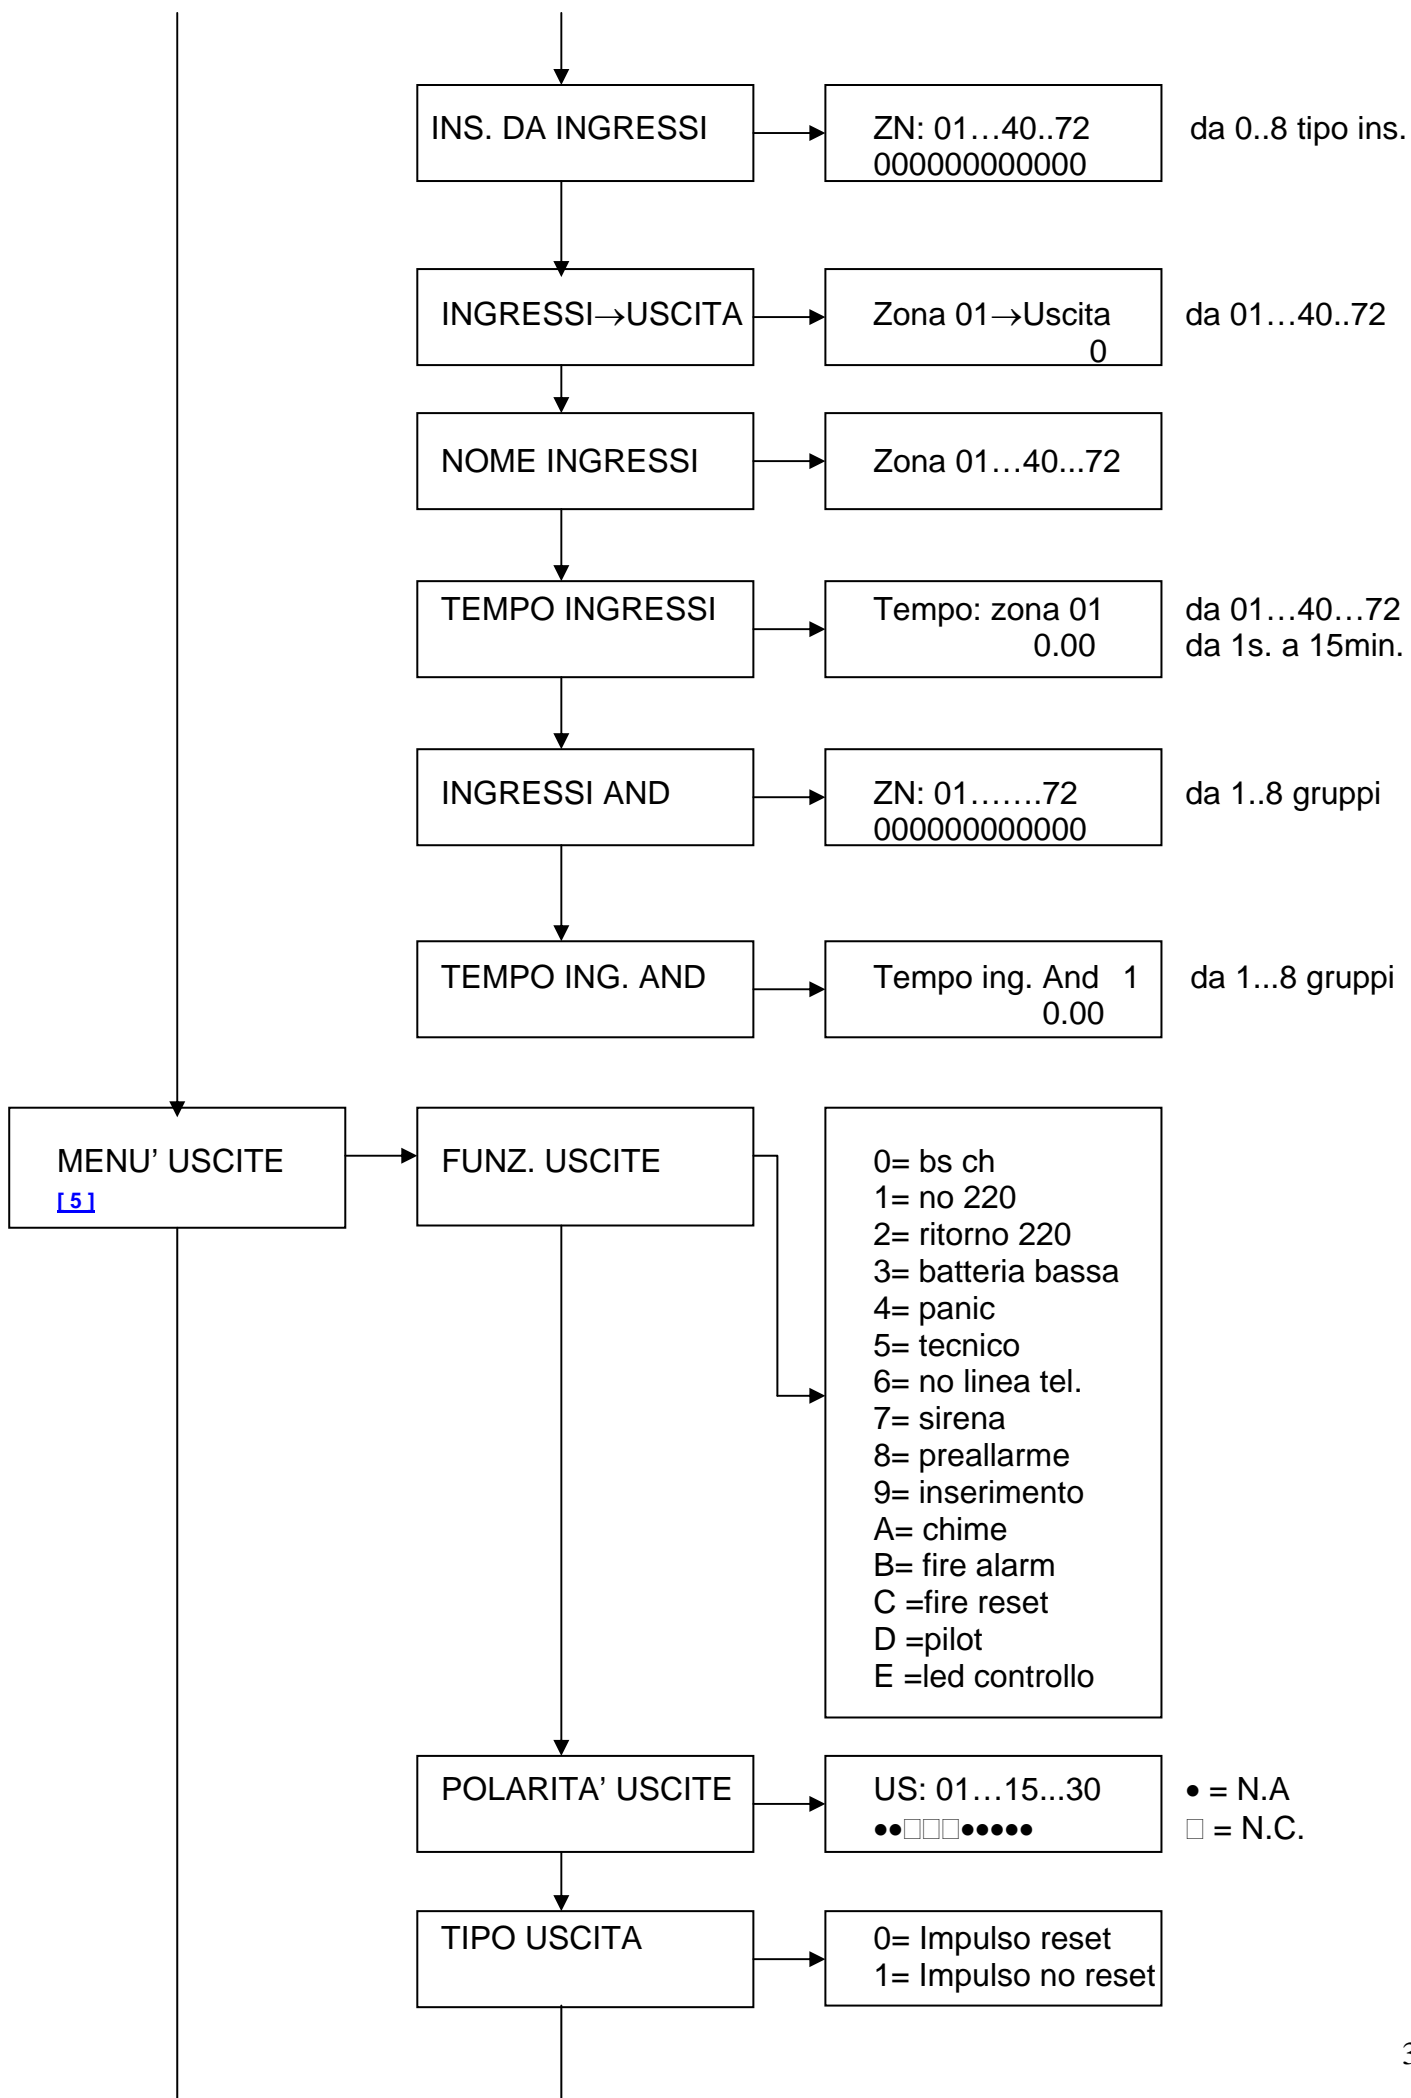 INS. DA INGRESSI
ZN: 01…40..72
000000000000
da 0..8 tipo ins.
INGRESSI→USCITA
Zona 01→Uscita
0
da 01…40..72
NOME INGRESSI
Zona 01…40...72
TEMPO INGRESSI
Tempo: zona 01
0.00
da 01…40…72
da 1s. a 15min.
INGRESSI AND
ZN: 01…….72
000000000000
da 1..8 gruppi
TEMPO ING. AND
Tempo ing. And 1
0.00
da 1...8 gruppi
MENU’ USCITE
[ 5 ]
FUNZ. USCITE
0= bs ch
1= no 220
2= ritorno 220
3= batteria bassa
4= panic
5= tecnico
6= no linea tel.
7= sirena
8= preallarme
9= inserimento
A= chime
B= fire alarm
C =fire reset
D =pilot
E =led controllo
POLARITA’ USCITE
US: 01…15...30
••□□□•••••
• = N.A
□ = N.C.
TIPO USCITA
0= Impulso reset
1= Impulso no reset